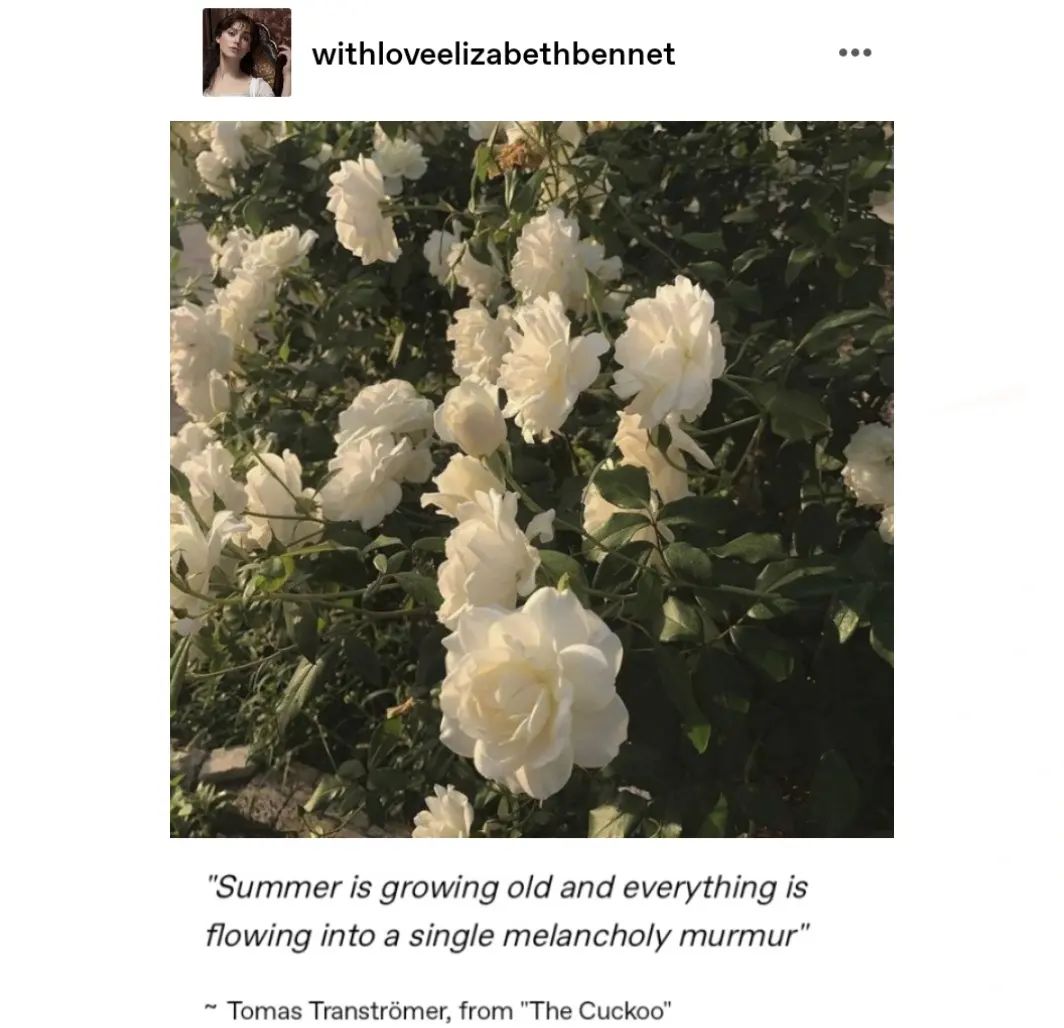 withloveelizabethbennet
"Summer is growing old and everything is
flowing into a single melancholy murmur"
~ Tomas Tranströmer, from "The Cuckoo"